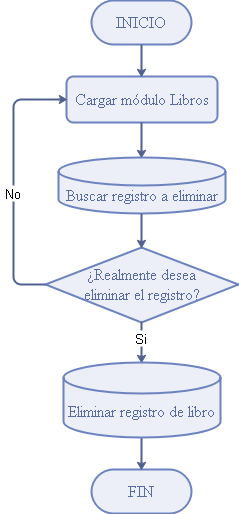 INICIO
Cargar módulo Libros
Buscar registro a eliminar
No
¿Realmente desea
eliminar el registro?
Si
Eliminar registro de libro
FIN